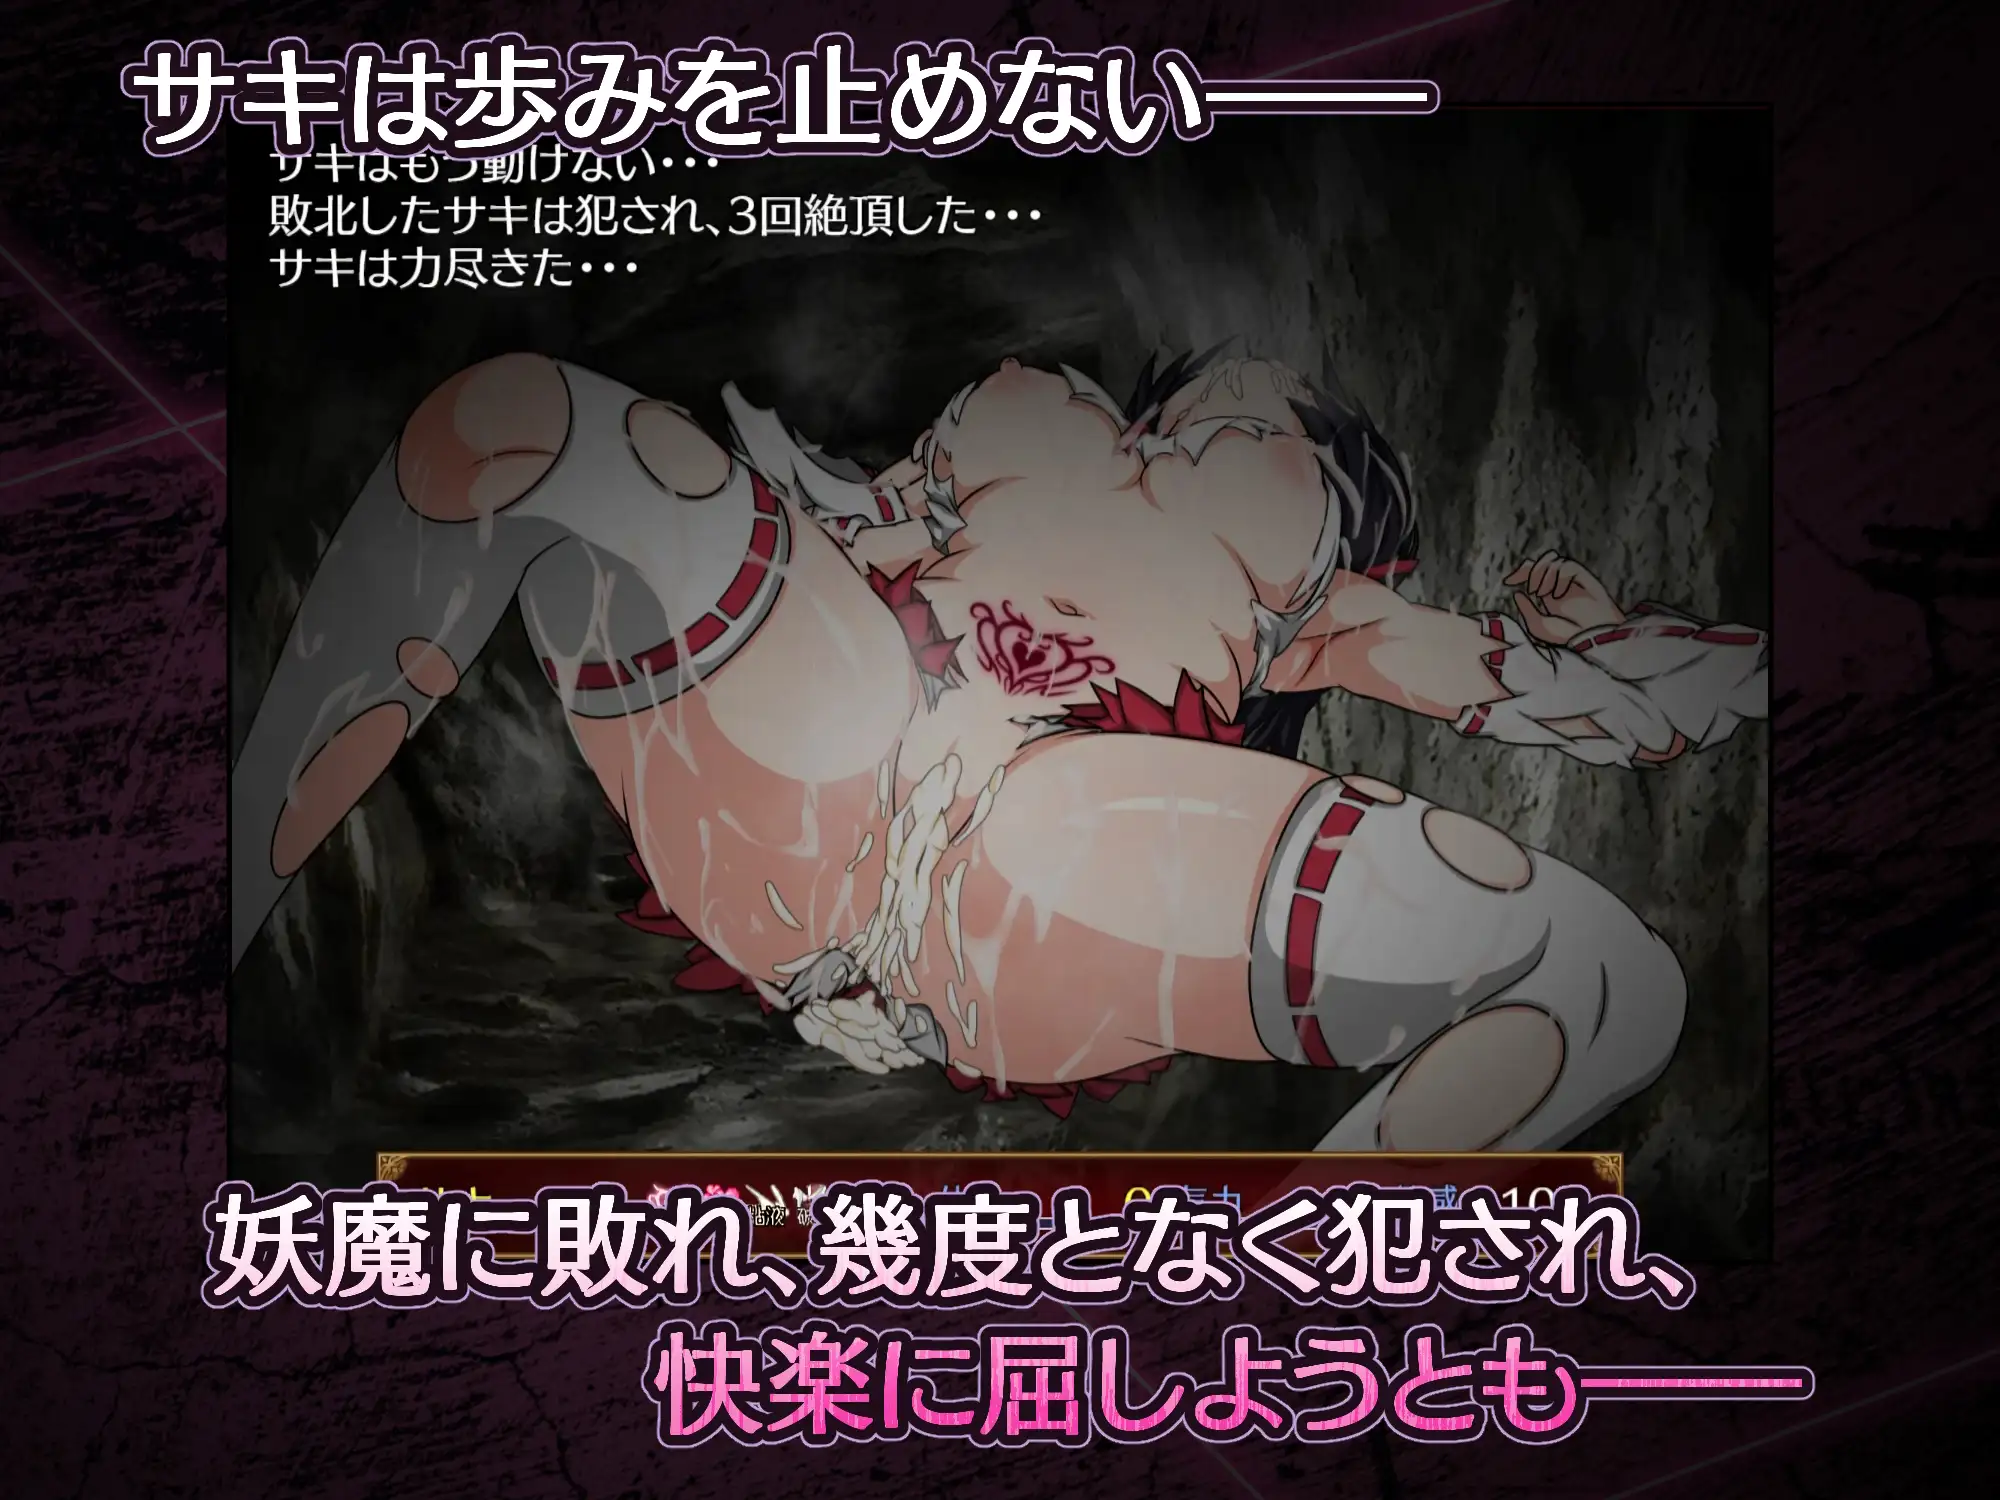 サキは歩みを止めない――
サキはもう動けない・・・
敗北したサキは犯され、3回絶頂した・・・
サキは力尽きた・・・
粘液
妖魔に敗れ、幾度となく犯され、
快楽に屈しようとも――